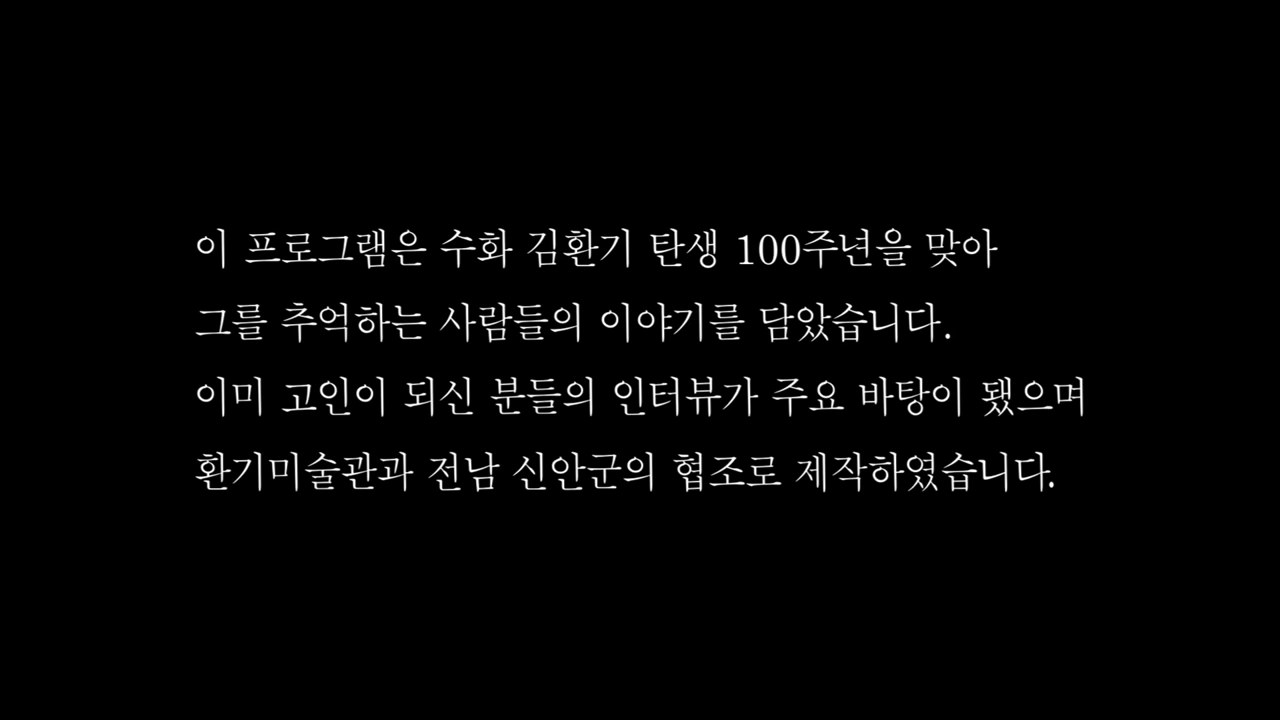 이 프로그램은 수화 김환기 탄생 100주년을 맞아
그를 추억하는 사람들의 이야기를 담았습니다.
이미 고인이 되신 분들의 인터뷰가 주요 바탕이 됐으며
환기미술관과 전남 신안군의 협조로 제작하였습니다.